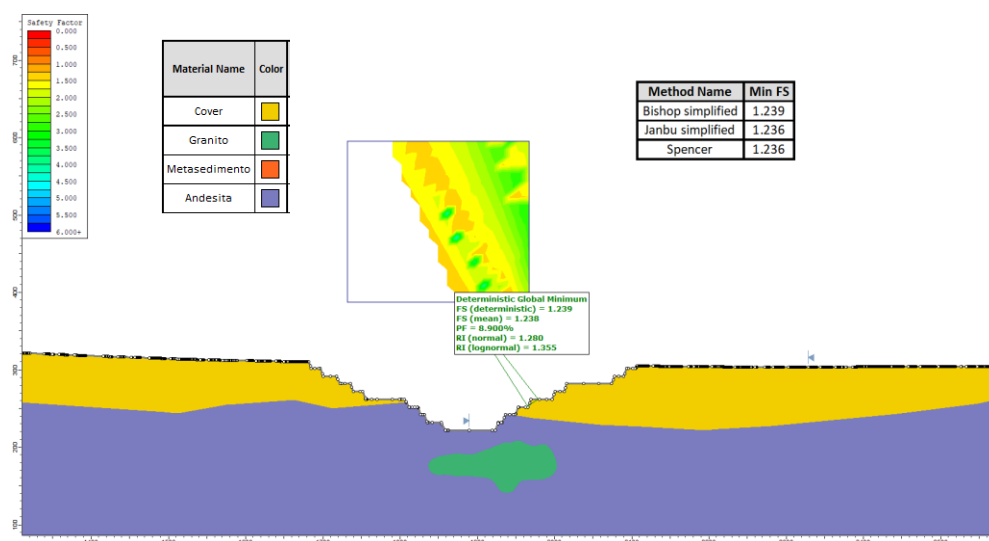 Safety Factor
0.000
0.500
1.000
1.500
2.000
2.500
3.000
3.500
4.000
4.500
5.000
5.500
6.000+
Material Name Color
Cover
Granito
Metasedimento
Andesita
Method Name Min FS
Bishop simplified 1.239
Janbu simplified 1.236
Spencer 1.236
Deterministic Global Minimum
FS (deterministic) = 1.239
FS (mean) = 1.238
PF = 8.900%
RI (normal) = 1.280
RI (lognormal) = 1.355
700
600
500
400
300
200
100